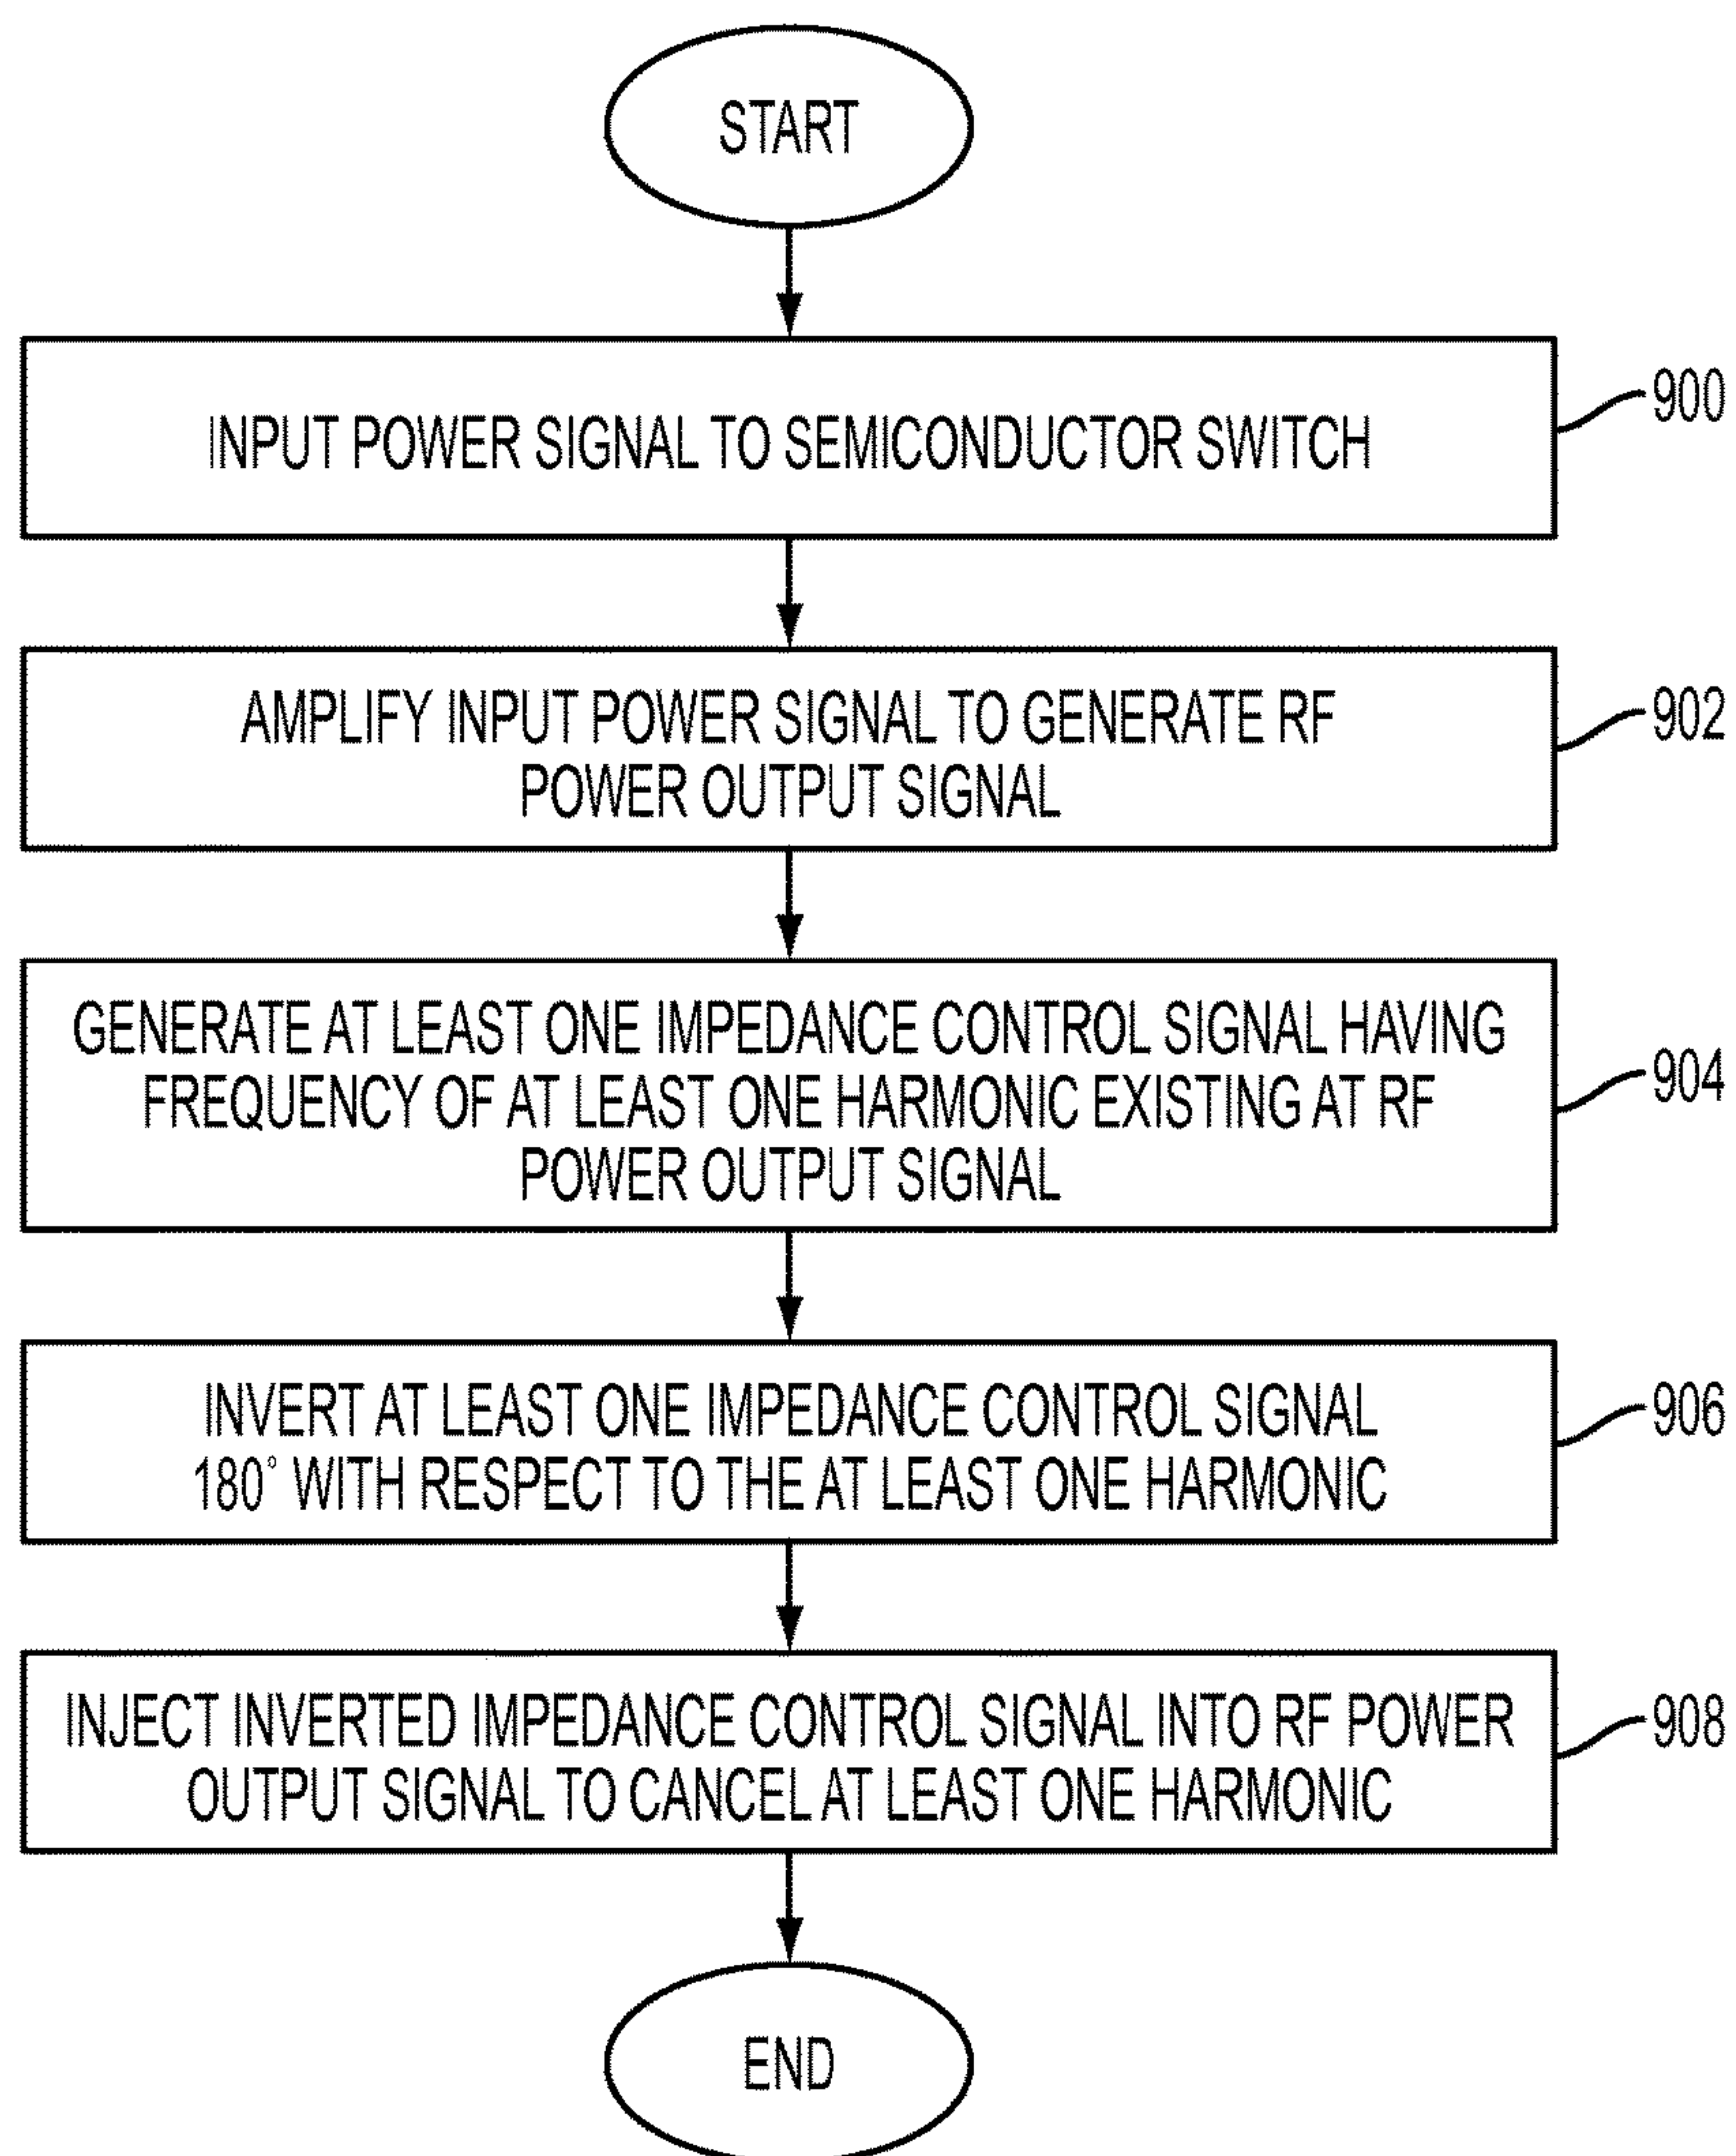 START
INPUT POWER SIGNAL TO SEMICONDUCTOR SWITCH
900
AMPLIFY INPUT POWER SIGNAL TO GENERATE RF
POWER OUTPUT SIGNAL
902
GENERATE AT LEAST ONE IMPEDANCE CONTROL SIGNAL HAVING
FREQUENCY OF AT LEAST ONE HARMONIC EXISTING AT RF
POWER OUTPUT SIGNAL
904
INVERT AT LEAST ONE IMPEDANCE CONTROL SIGNAL
180° WITH RESPECT TO THE AT LEAST ONE HARMONIC
906
INJECT INVERTED IMPEDANCE CONTROL SIGNAL INTO RF POWER
OUTPUT SIGNAL TO CANCEL AT LEAST ONE HARMONIC
908
END